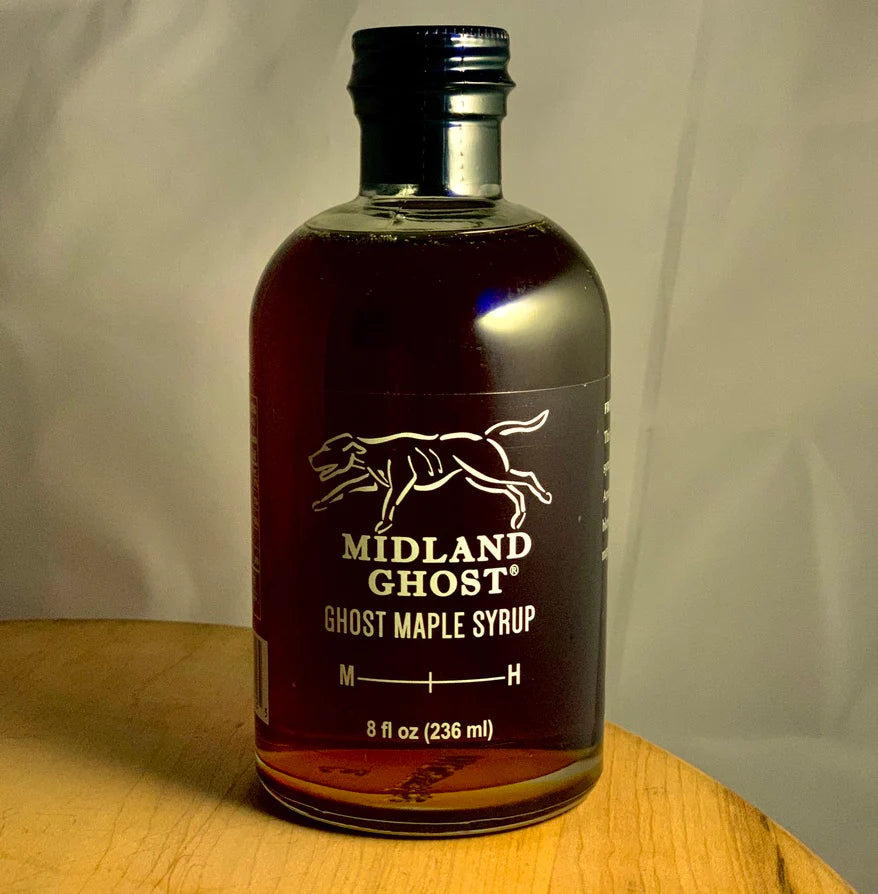 MIDLAND
GHOST®
GHOST MAPLE SYRUP
M H
8 fl oz (236 ml)